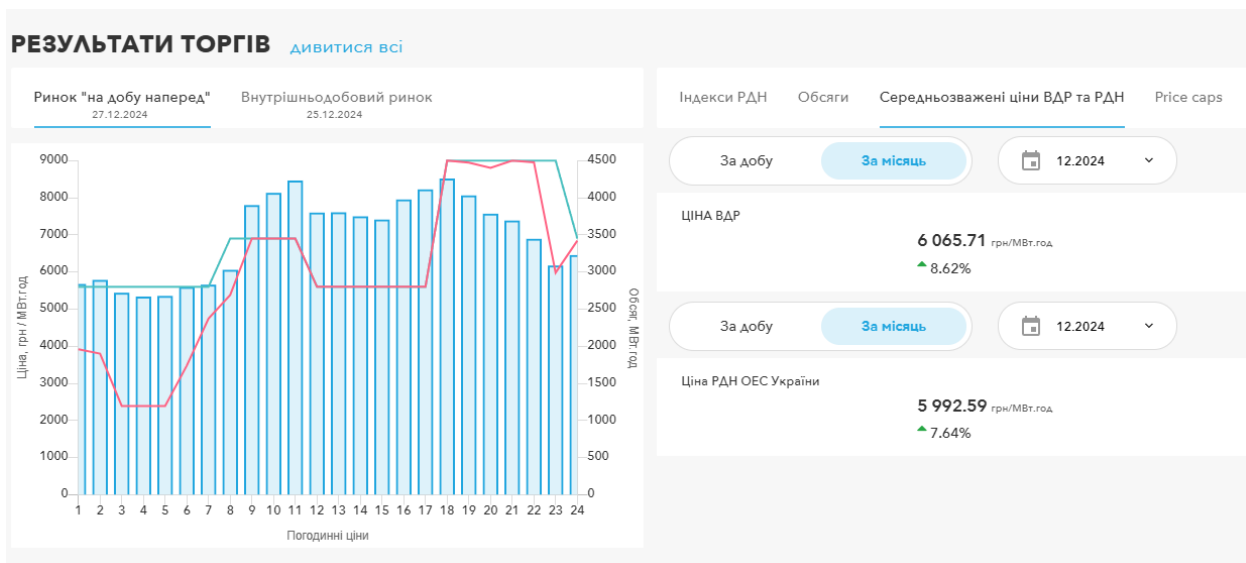 РЕЗУЛЬТАТИ ТОРГІВ дивитися всі
Ринок "на добу наперед" Внутрішньодобовий ринок
27.12.2024 25.12.2024
Ціна, грн / МВт.год
9000
8000
7000
6000
5000
4000
3000
2000
1000
0
4500
4000
3500
3000
2500
2000
1500
1000
500
0
Обсяг, МВт.год
1 2 3 4 5 6 7 8 9 10 11 12 13 14 15 16 17 18 19 20 21 22 23 24
Погодинні ціни
Індекси РДН Обсяги Середньозважені ціни ВДР та РДН Price caps
За добу За місяць 12.2024
ЦІНА ВДР
6 065.71 грн/МВт.год
8.62%
За добу За місяць 12.2024
Ціна РДН ОЕС України
5 992.59 грн/МВт.год
7.64%